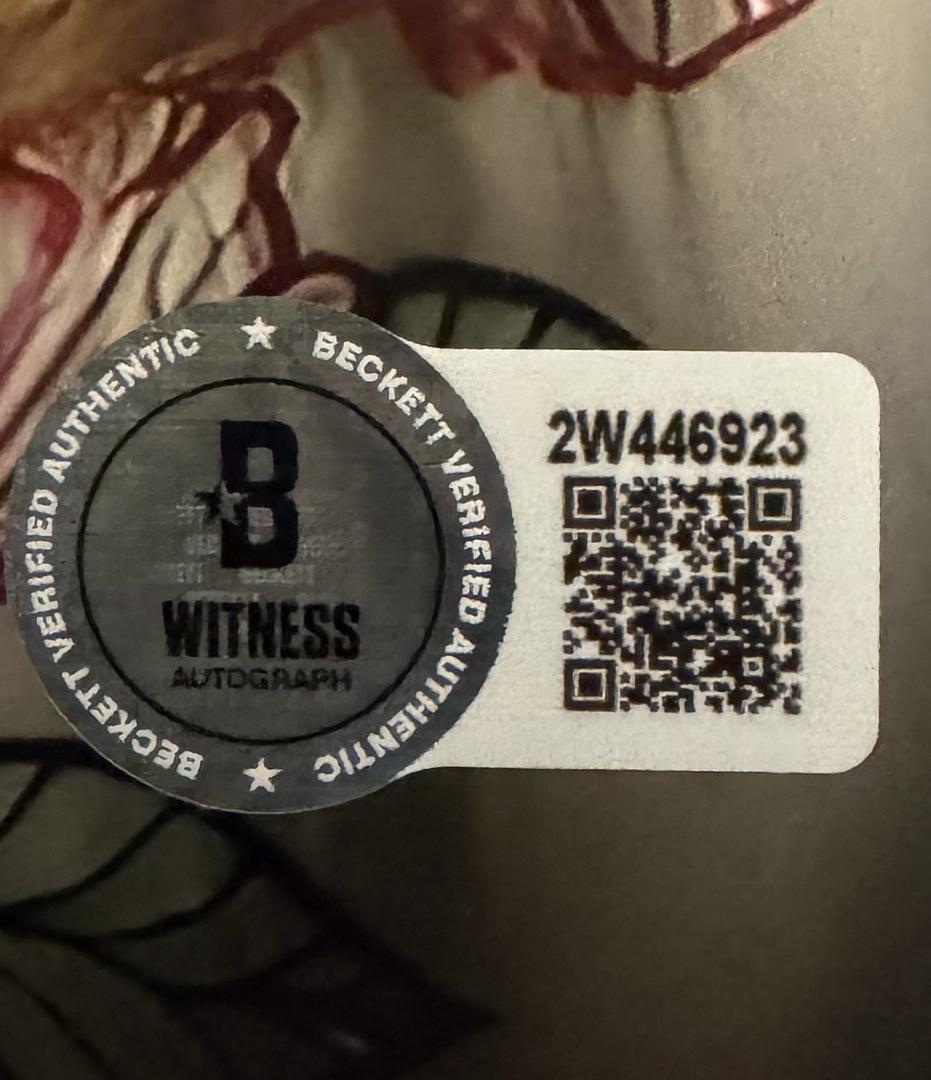 BECKETT VERIFIED AUTHENTIC
★
BECKETT VERIFIED AUTHENTIC
★
B
WITNESS
AUTOGRAPH
2W446923